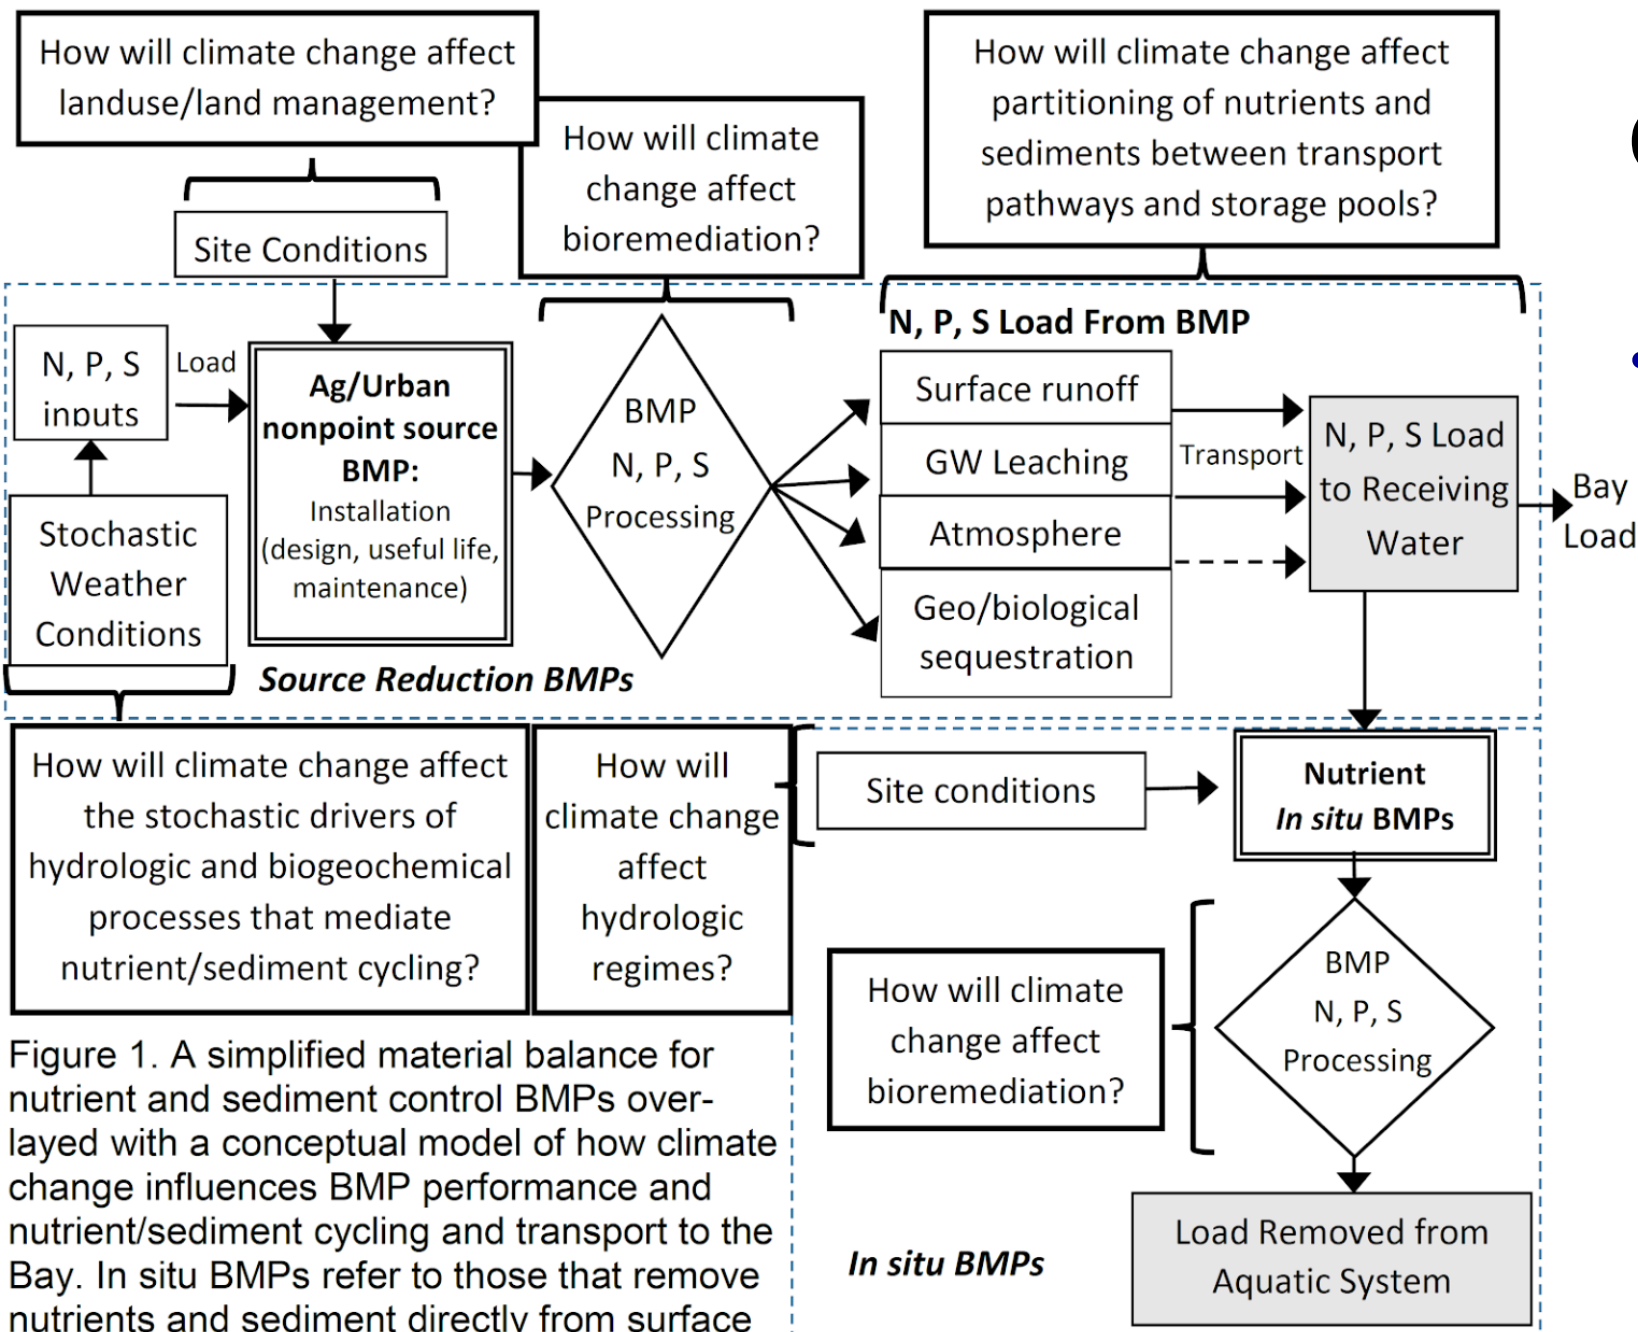 How will climate change affect
landuse/land management?
How will climate
change affect
bioremediation?
How will climate change affect
partitioning of nutrients and
sediments between transport
pathways and storage pools?
Site Conditions
N, P, S Load From BMP
N, P, S
inputs
Load
Ag/Urban
nonpoint source
BMP:
Installation
(design, useful life,
maintenance)
BMP
N, P, S
Processing
Surface runoff
GW Leaching
Atmosphere
Geo/biological
sequestration
Transport
N, P, S Load
to Receiving
Water
Bay
Load
Stochastic
Weather
Conditions
Source Reduction BMPs
How will climate change affect
the stochastic drivers of
hydrologic and biogeochemical
processes that mediate
nutrient/sediment cycling?
How will
climate change
affect
hydrologic
regimes?
Site conditions
Nutrient
In situ BMPs
How will climate
change affect
bioremediation?
BMP
N, P, S
Processing
Load Removed from
Aquatic System
In situ BMPs
Figure 1. A simplified material balance for
nutrient and sediment control BMPs over-
layed with a conceptual model of how climate
change influences BMP performance and
nutrient/sediment cycling and transport to the
Bay. In situ BMPs refer to those that remove
nutrients and sediment directly from surface